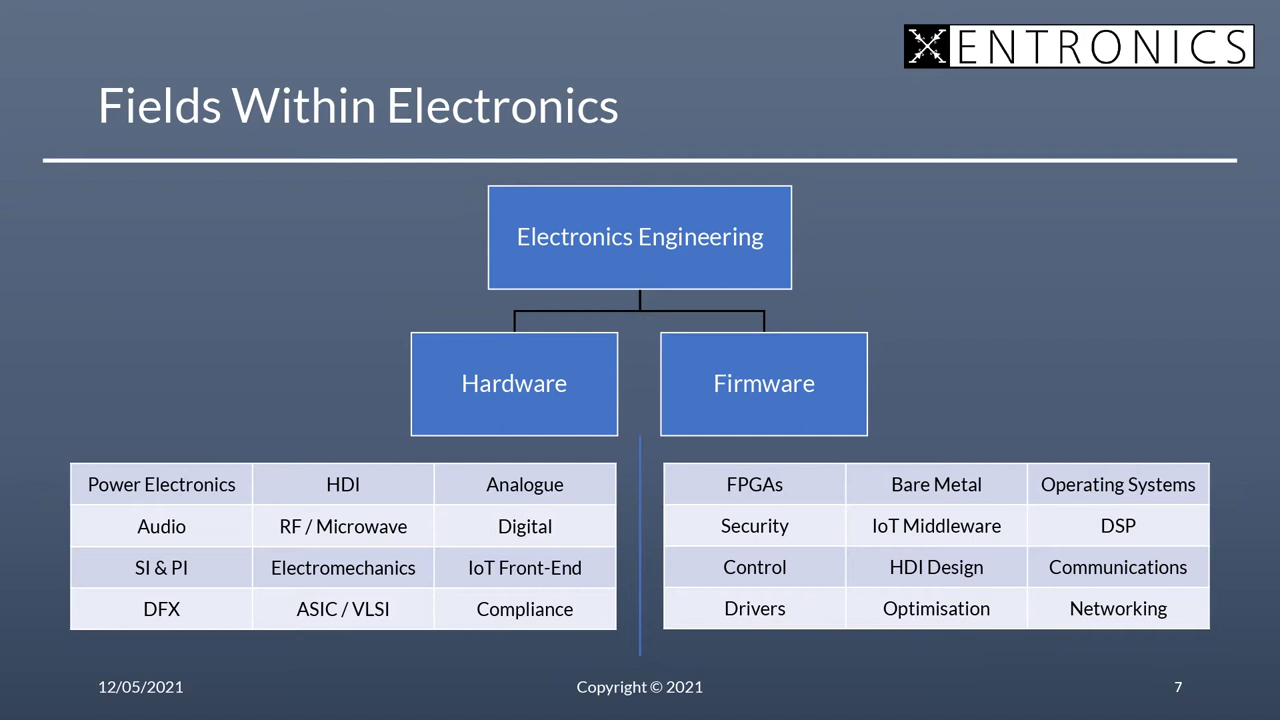 XENTRONICS
Fields Within Electronics
Electronics Engineering
Hardware
Firmware
Power Electronics HDI Analogue
Audio RF / Microwave Digital
SI & PI Electromechanics IoT Front-End
DFX ASIC / VLSI Compliance
FPGAs Bare Metal Operating Systems
Security IoT Middleware DSP
Control HDI Design Communications
Drivers Optimisation Networking
12/05/2021
Copyright © 2021
7